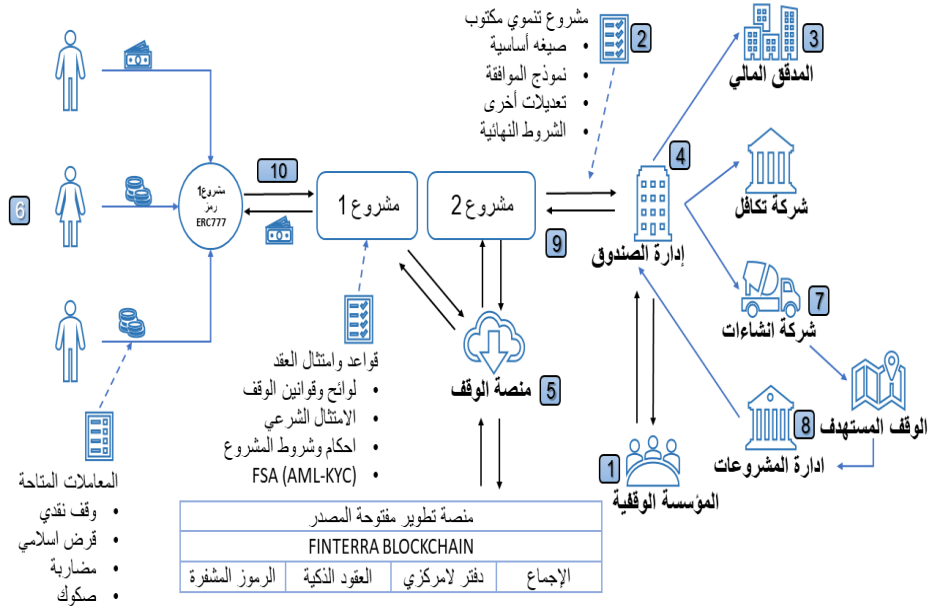 مشروع تنموي مكتوب
• صيغه أساسية
• نموذج الموافقة
• تعديلات أخرى
• الشروط النهائية
2
3
المدقق المالي
4
شركة تكافل
إدارة الصندوق
7
شركة انشاءات
الوقف المستهدف
8
ادارة المشروعات
1
المؤسسة الوقفية
9
مشروع 2
مشروع 1
10
مشروع1
رمز
ERC777
6
5
منصة الوقف
قواعد وامتثال العقد
• لوائح وقوانين الوقف
• الامتثال الشرعي
• احكام وشروط المشروع
• FSA (AML-KYC)
المعاملات المتاحة
• وقف نقدي
• قرض اسلامي
• مضاربة
• صكوك
منصة تطوير مفتوحة المصدر
FINTERRA BLOCKCHAIN
الإجماع
دفتر لامركزي
العقود الذكية
الرموز المشفرة